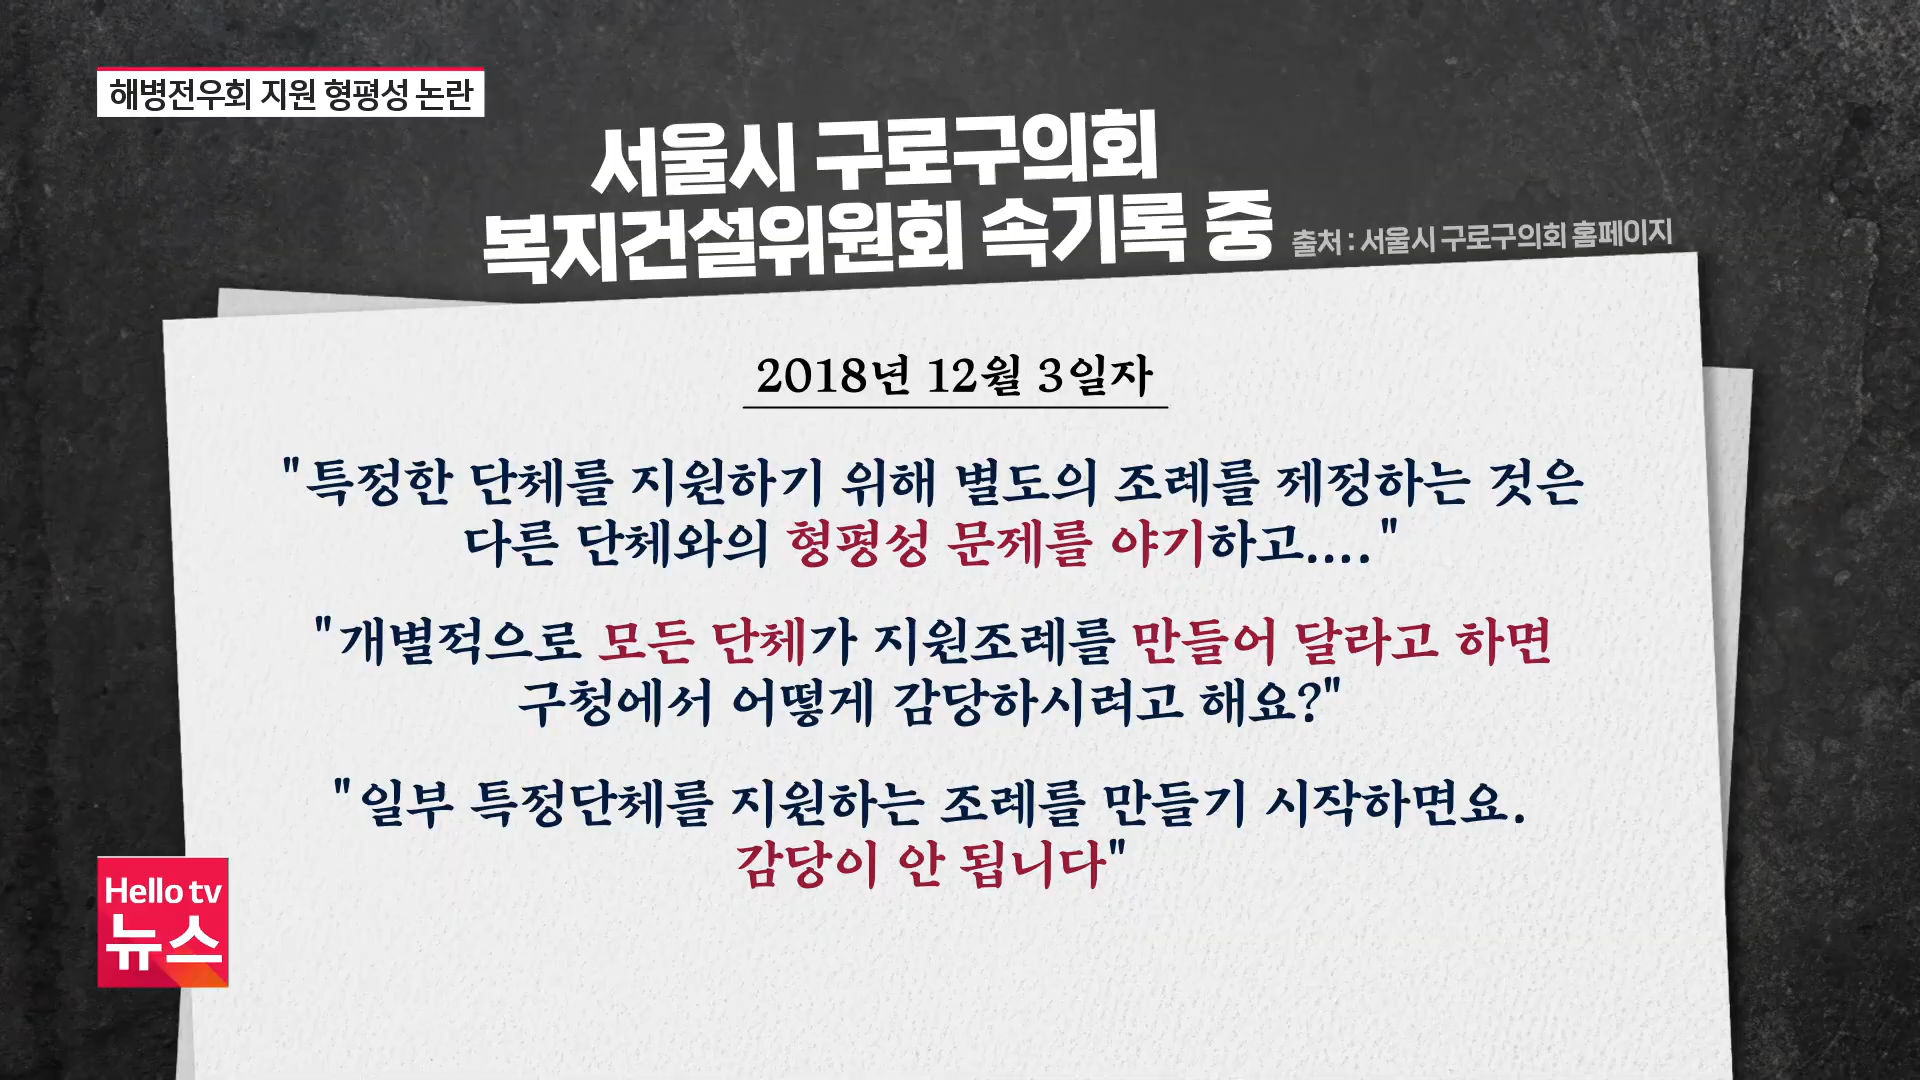 해병전우회 지원 형평성 논란
서울시 구로구의회
복지건설위원회 속기록 중
출처 : 서울시 구로구의회 홈페이지
2018년 12월 3일자
"특정한 단체를 지원하기 위해 별도의 조례를 제정하는 것은
다른 단체와의 형평성 문제를 야기하고...."
"개별적으로 모든 단체가 지원조례를 만들어 달라고 하면
구청에서 어떻게 감당하시려고 해요?"
"일부 특정단체를 지원하는 조례를 만들기 시작하면요.
감당이 안 됩니다"
Hello tv
뉴스